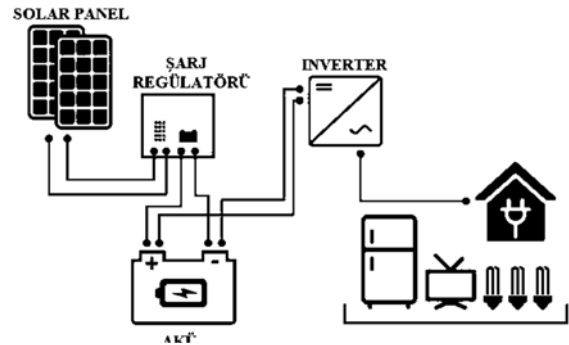 SOLAR PANEL
ŞARJ
REGÜLATÖRÜ
INVERTER
+ -
AKÜ